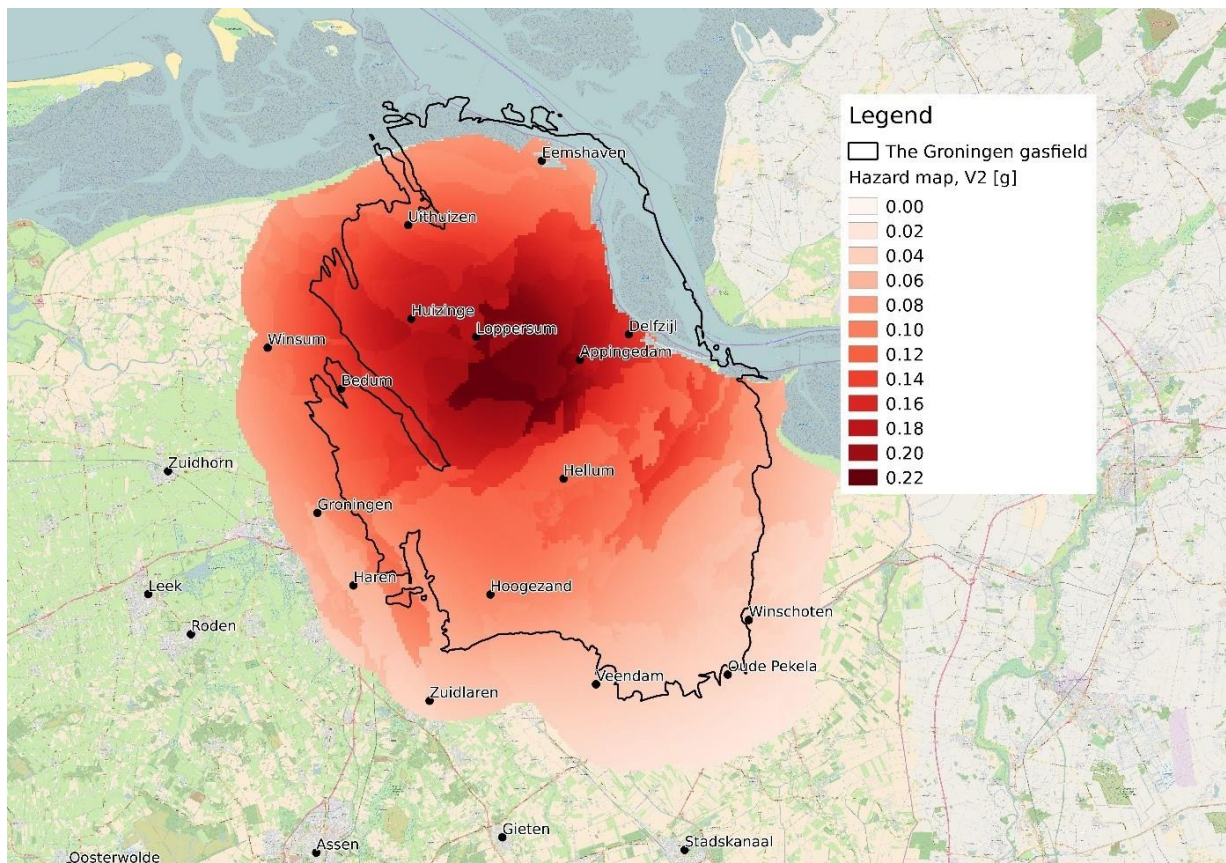 Legend
The Groningen gasfield
Hazard map, V2 [g]
0.00
0.02
0.04
0.06
0.08
0.10
0.12
0.14
0.16
0.18
0.20
0.22
Eemshaven
Uithuizen
Huizinge
Loppersum
Delfzijl
Winsum
Appingedam
Bedum
Zuidhorn
Hellum
Groningen
Haren
Leek
Hoogezand
Winschoten
Roden
Oude Pekela
Veendam
Zuidlaren
Gieten
Stadskanaal
Assen
Oosterwolde